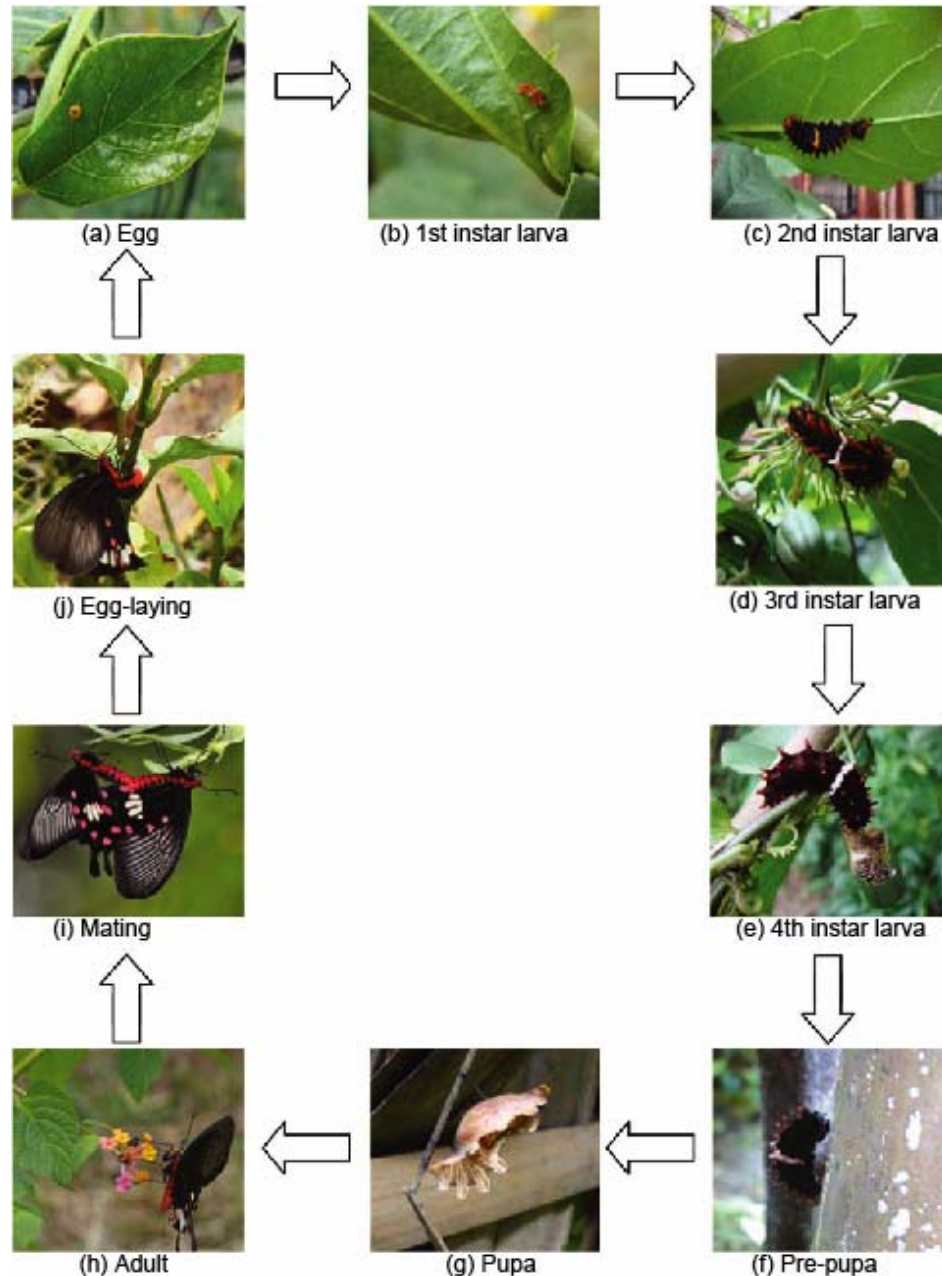 (a) Egg
(b) 1st instar larva
(c) 2nd instar larva
(j) Egg-laying
(d) 3rd instar larva
(i) Mating
(e) 4th instar larva
(h) Adult
(g) Pupa
(f) Pre-pupa